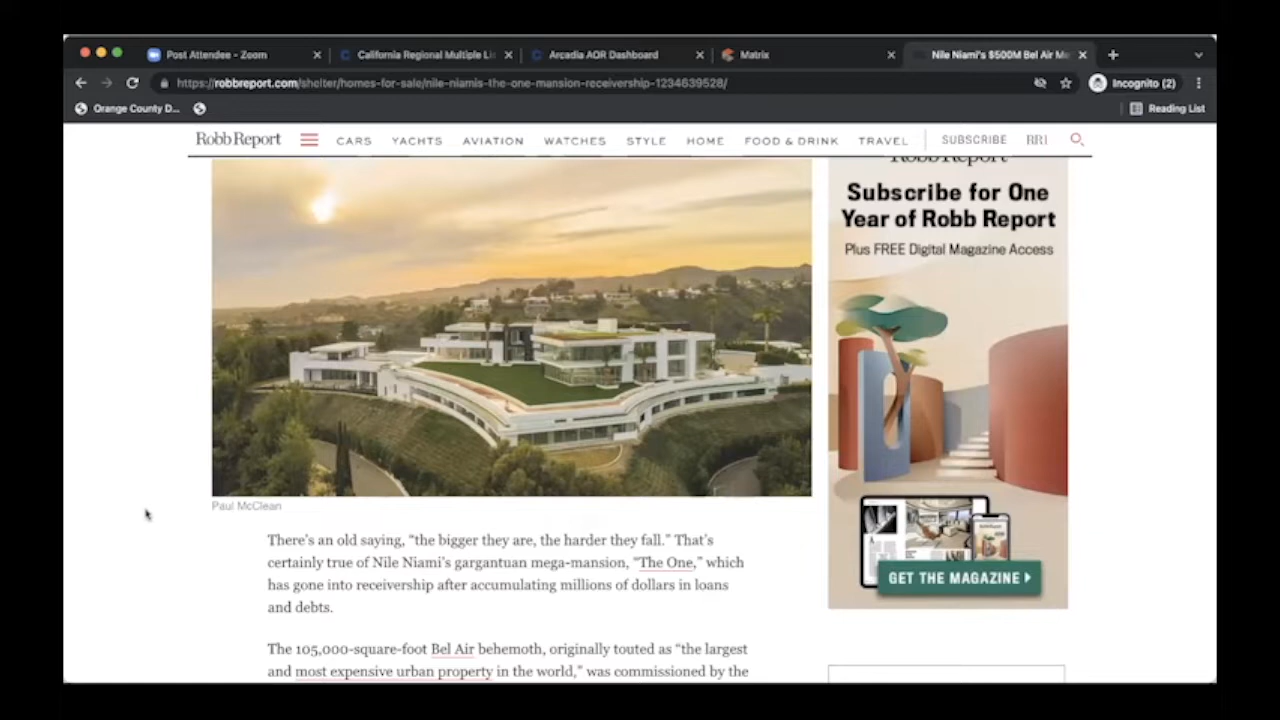 Post Attendee - Zoom
California Regional Multiple Li
Arcadia AOR Dashboard
Matrix
Nile Niami's $500M Bel Air Me
https://robbreport.com/shelter/homes-for-sale/nile-niamis-the-one-mansion-receivership-1234639528/
Incognito (2)
Orange County D...
Reading List
Robb Report
CARS
YACHTS
AVIATION
WATCHES
STYLE
HOME
FOOD & DRINK
TRAVEL
SUBSCRIBE
RR1
Paul McClean
There's an old saying, “the bigger they are, the harder they fall.” That's
certainly true of Nile Niami's gargantuan mega-mansion, “The One,” which
has gone into receivership after accumulating millions of dollars in loans
and debts.
The 105,000-square-foot Bel Air behemoth, originally touted as “the largest
and most expensive urban property in the world,” was commissioned by the
Robb Report
Subscribe for One
Year of Robb Report
Plus FREE Digital Magazine Access
GET THE MAGAZINE